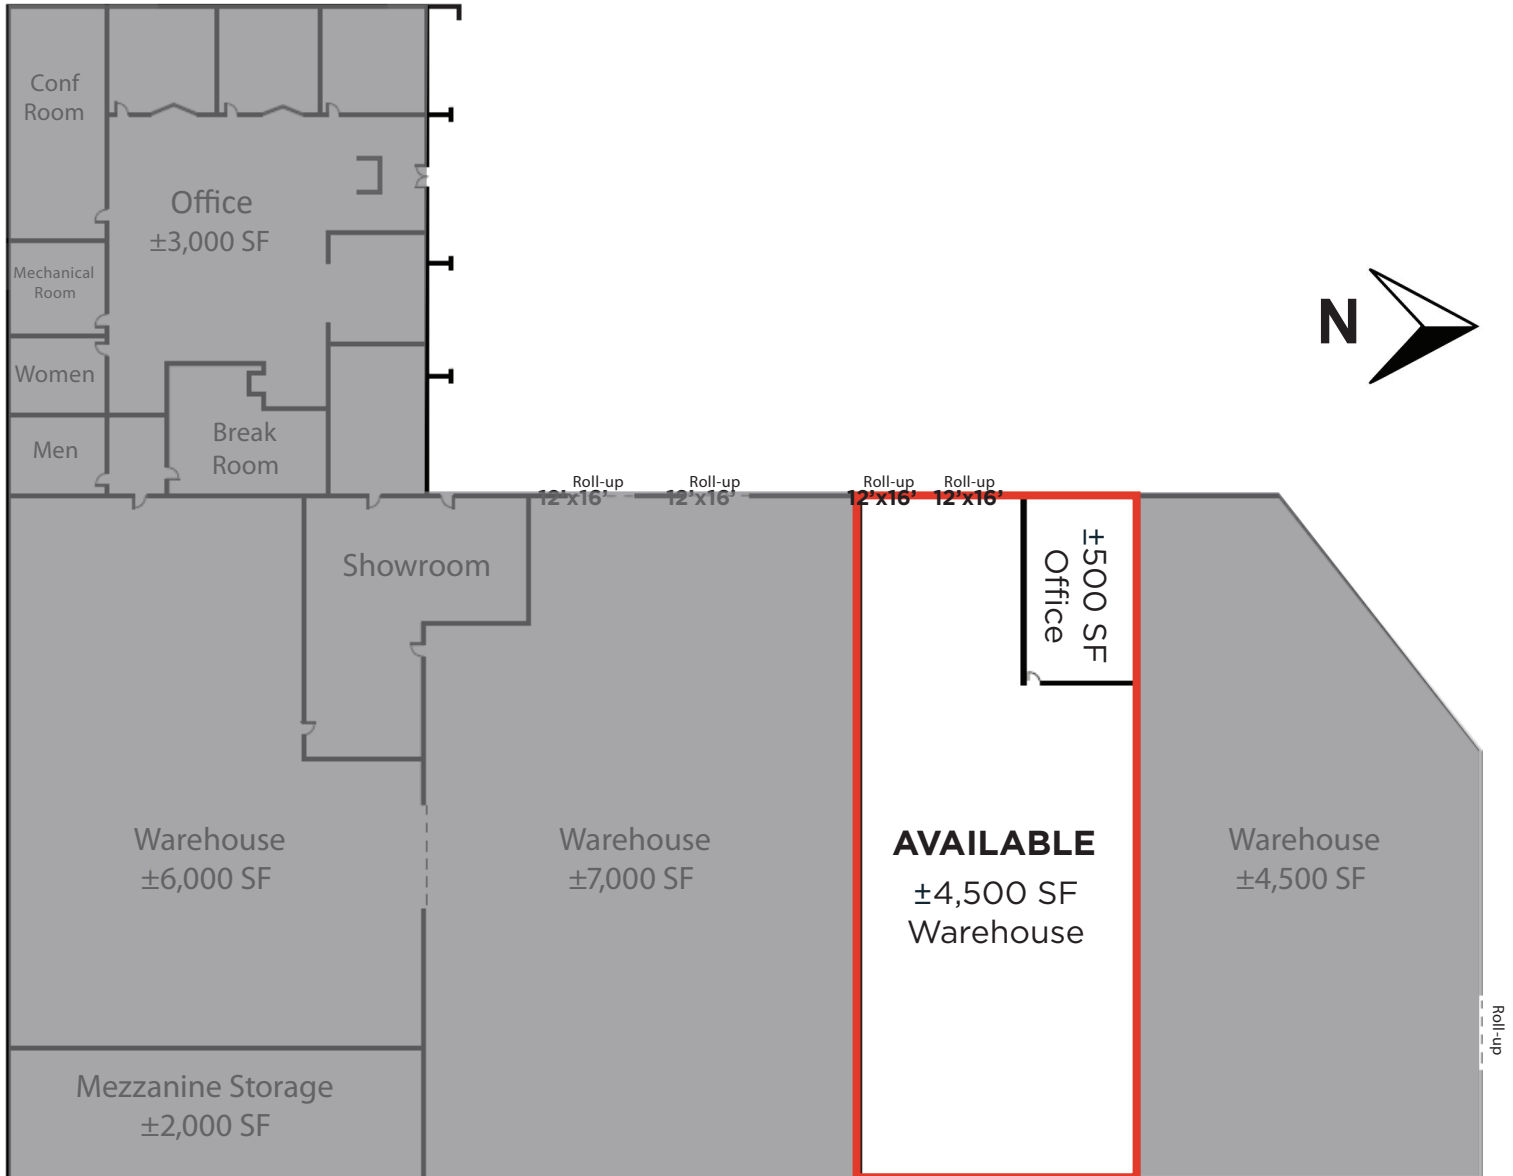 Conf
Room
Office
±3,000 SF
Mechanical
Room
Women
Men
Break
Room
N
Roll-up
12'x16'
Roll-up
12'x16'
Roll-up
12'x16'
Roll-up
12'x16'
Showroom
±500 SF
Office
Warehouse
±6,000 SF
Warehouse
±7,000 SF
AVAILABLE
±4,500 SF
Warehouse
Warehouse
±4,500 SF
Roll-up
Mezzanine Storage
±2,000 SF